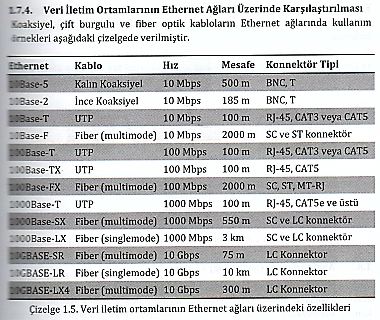 1.7.4. Veri İletim Ortamlarının Ethernet Ağları Üzerinde Karşılaştırılması
Koaksiyel, çift burgulu ve fiber optik kabloların Ethernet ağlarında kullanım
örnekleri aşağıdaki çizelgede verilmiştir.
Ethernet Kablo Hız Mesafe Konnektör Tipi
10Base-5 Kalın Koaksiyel 10 Mbps 500 m BNC, T
10Base-2 İnce Koaksiyel 10 Mbps 185 m BNC, T
10Base-T UTP 10 Mbps 100 m RJ-45, CAT3 veya CAT5
10Base-F Fiber (multimode) 10 Mbps 2000 m SC ve ST konnektör
100Base-T UTP 100 Mbps 100 m RJ-45, CAT3 veya CAT5
100Base-TX UTP 100 Mbps 100 m RJ-45, CAT5
100Base-FX Fiber (multimode) 100 Mbps 2000 m SC, ST, MT-RJ
1000Base-T UTP 1000 Mbps 100 m RJ-45, CAT5e ve üstü
1000Base-SX Fiber (multimode) 1000 Mbps 550 m SC ve LC konnektör
1000Base-LX Fiber (singlemode) 1000 Mbps 3 km SC ve LC konnektör
10GBASE-SR Fiber (multimode) 10 Gbps 75 m LC Konnektor
10GBASE-LR Fiber (singlemode) 10 Gbps 10 km LC Konnektor
10GBASE-LX4 Fiber (multimode) 10 Gbps 300 m LC Konnektor
Çizelge 1.5. Veri iletim ortamlarının Ethernet ağları üzerindeki özellikleri